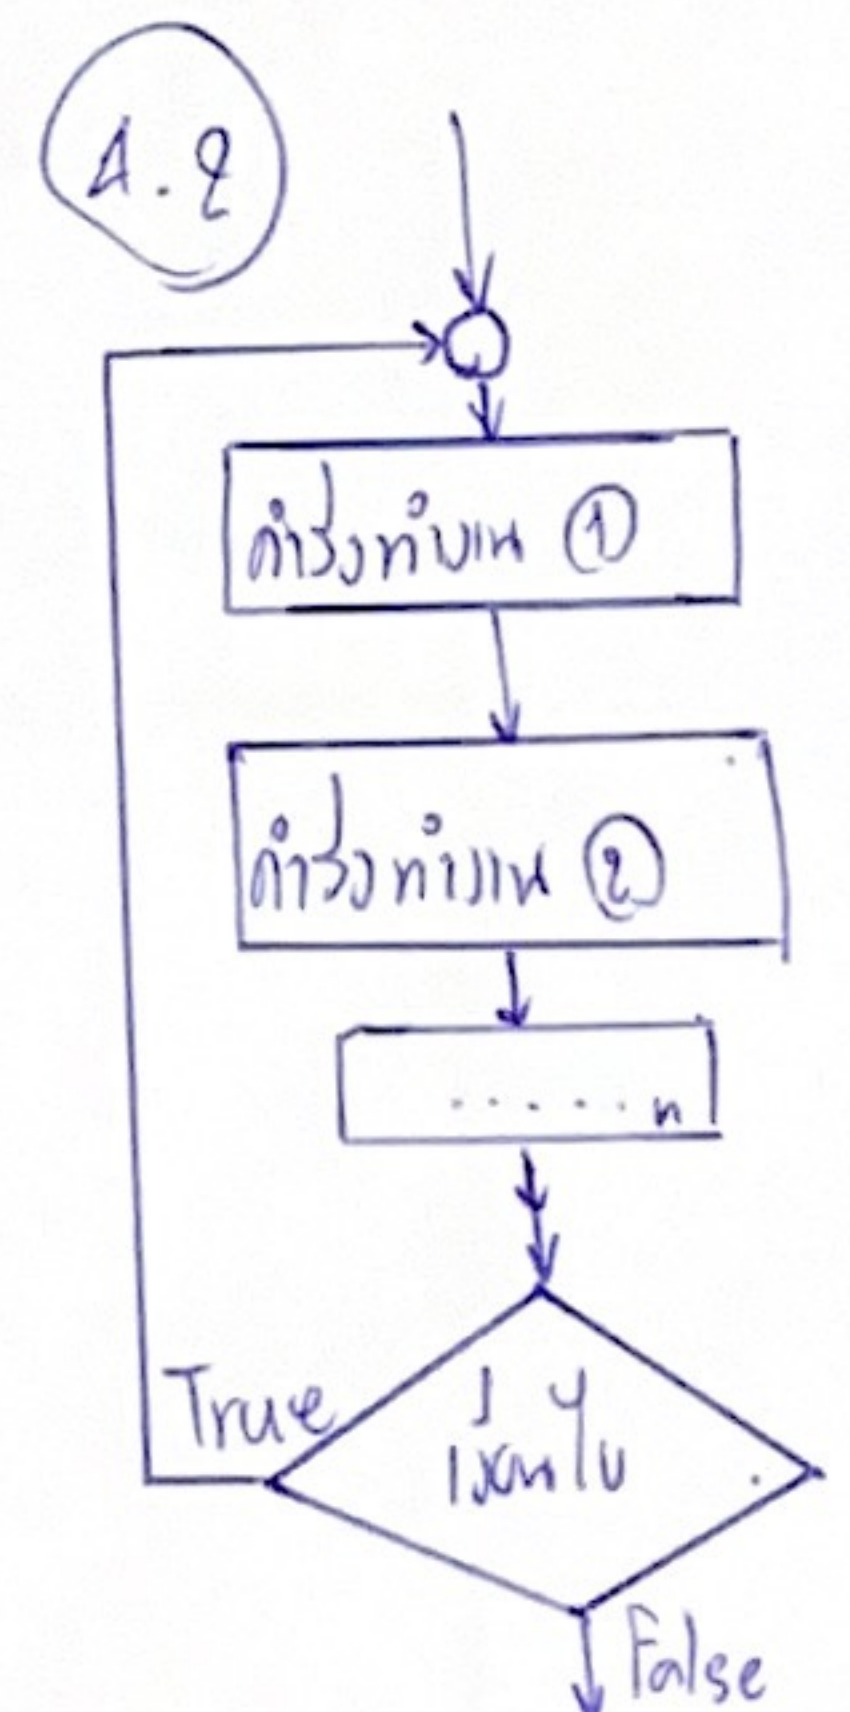 4.2
คำสั่งทำงาน ①
คำสั่งทำงาน ②
..... n
True
เงื่อนไข
False